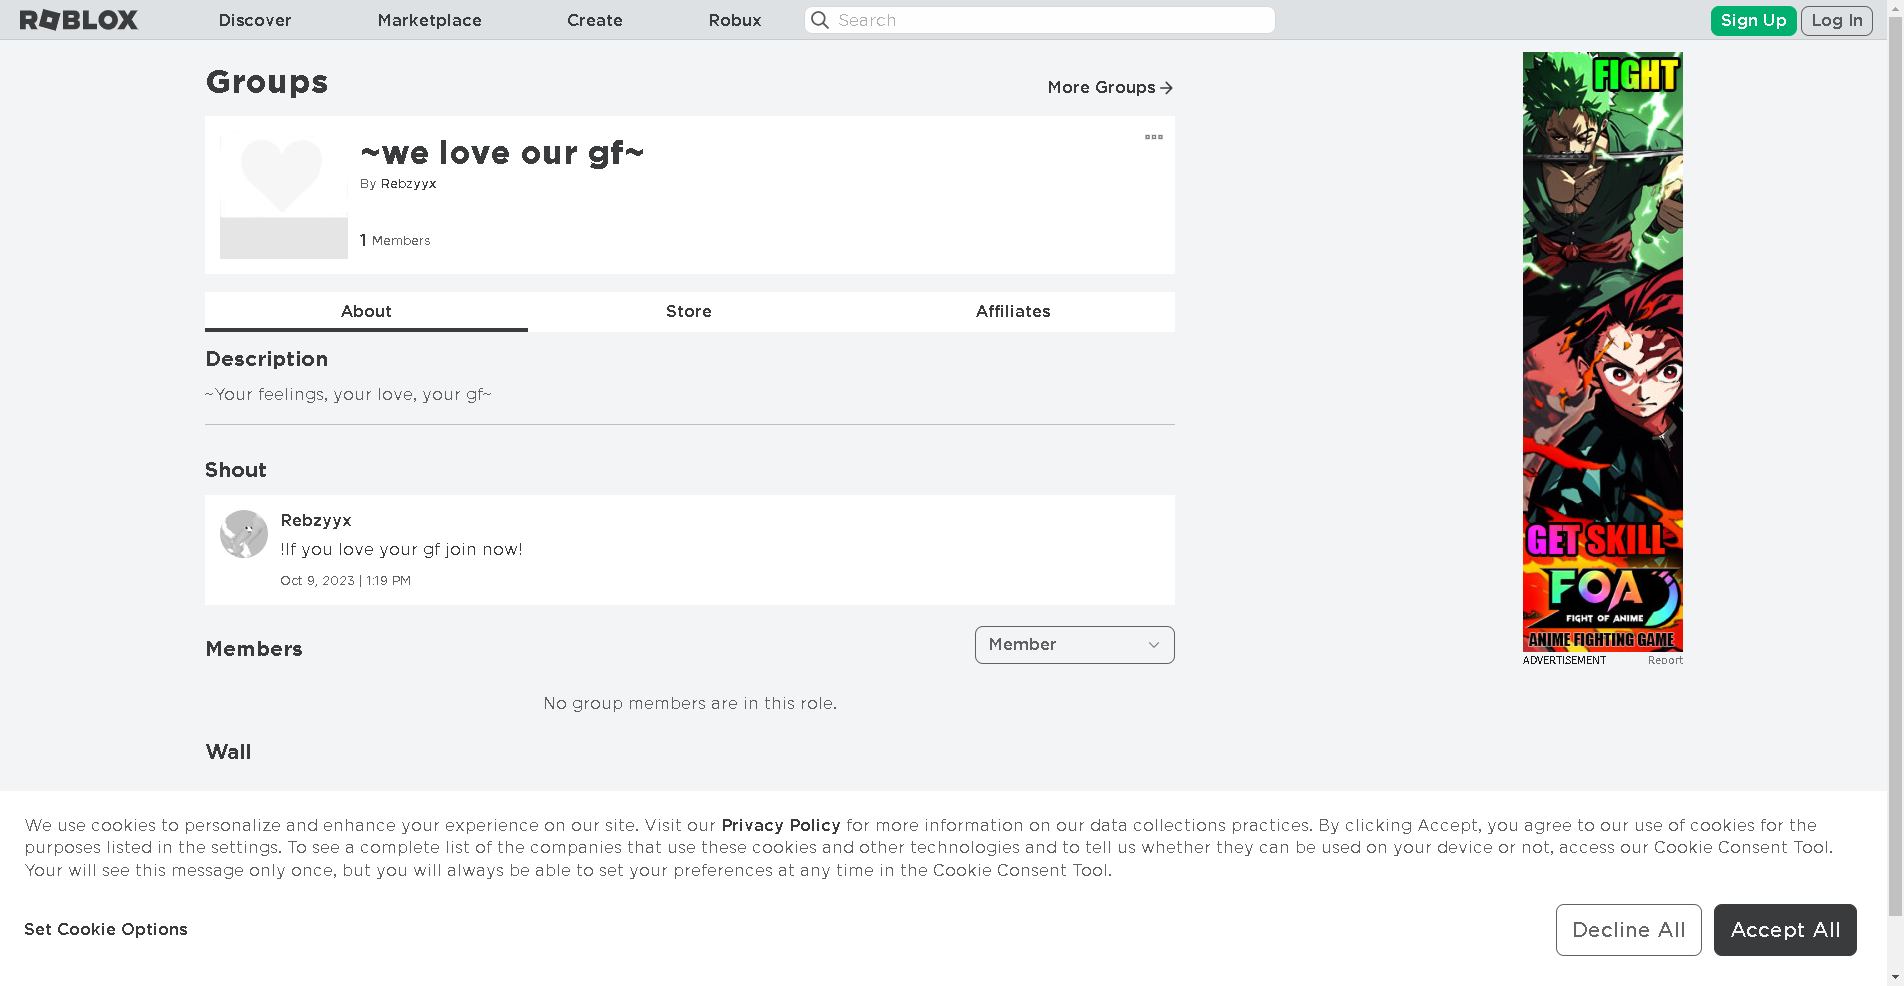 ROBLOX
Discover
Marketplace
Create
Robux
Search
Sign Up
Log In
Groups
More Groups
~we love our gf~
By Rebzyyx
1 Members
About
Store
Affiliates
Description
~Your feelings, your love, your gf~
Shout
Rebzyyx
!If you love your gf join now!
Oct 9, 2023 | 1:19 PM
Members
Member
No group members are in this role.
Wall
FIGHT
GET SKILL
FOA
FIGHT OF ANIME
ANIME FIGHTING GAME
ADVERTISEMENT
Report
We use cookies to personalize and enhance your experience on our site. Visit our Privacy Policy for more information on our data collections practices. By clicking Accept, you agree to our use of cookies for the
purposes listed in the settings. To see a complete list of the companies that use these cookies and other technologies and to tell us whether they can be used on your device or not, access our Cookie Consent Tool.
Your will see this message only once, but you will always be able to set your preferences at any time in the Cookie Consent Tool.
Set Cookie Options
Decline All
Accept All